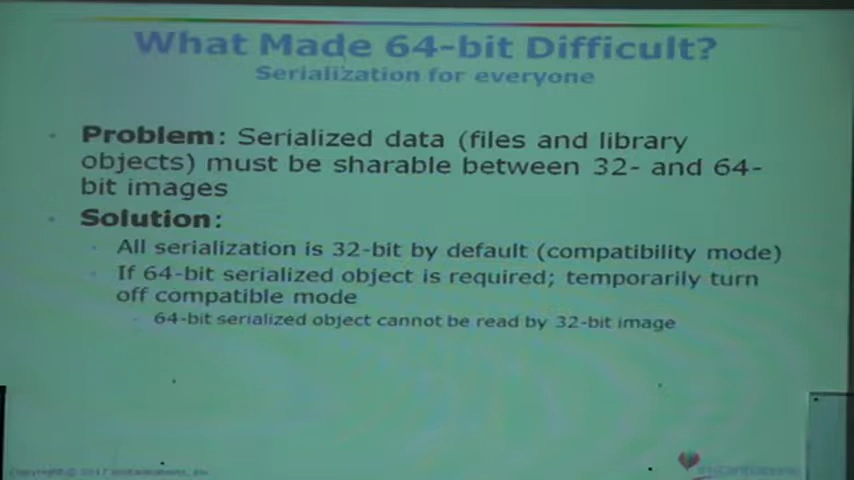 What Made 64-bit Difficult?
Serialization for everyone
Problem: Serialized data (files and library
objects) must be sharable between 32- and 64-
bit images
Solution:
All serialization is 32-bit by default (compatibility mode)
If 64-bit serialized object is required; temporarily turn
off compatible mode
64-bit serialized object cannot be read by 32-bit image
Copyright ©